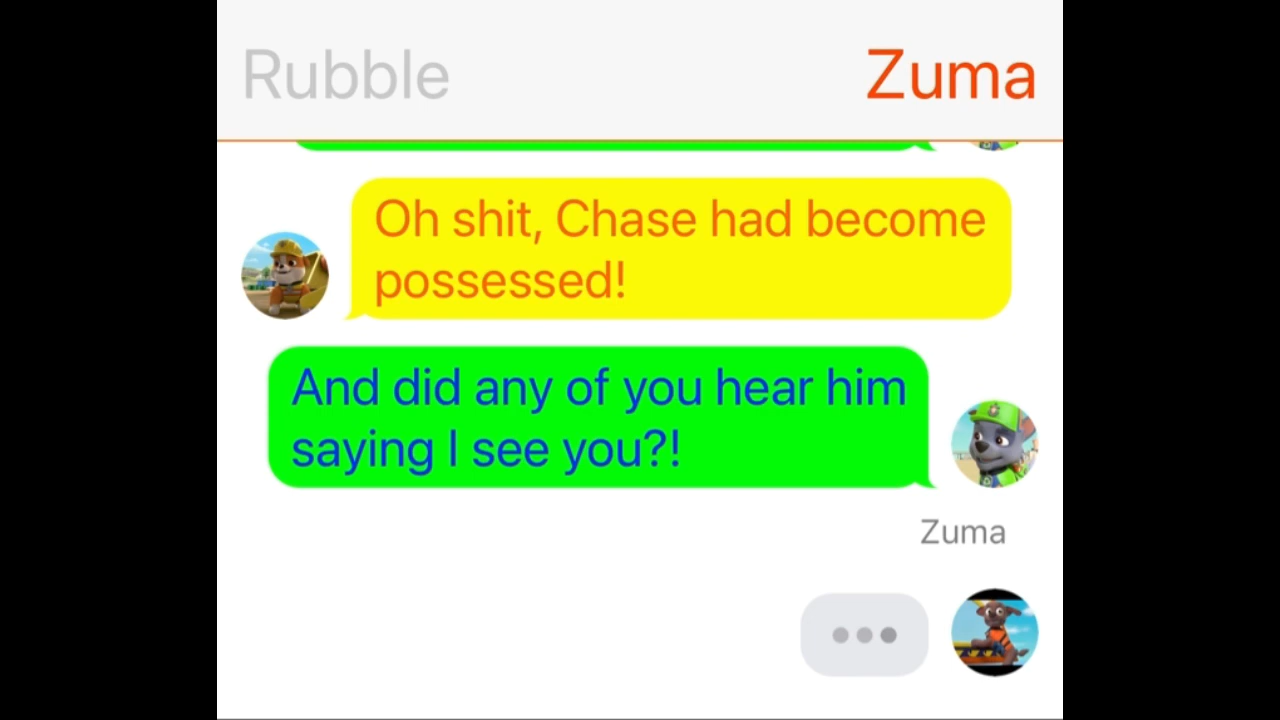 Rubble
Zuma
Oh shit, Chase had become
possessed!
And did any of you hear him
saying I see you?!
Zuma